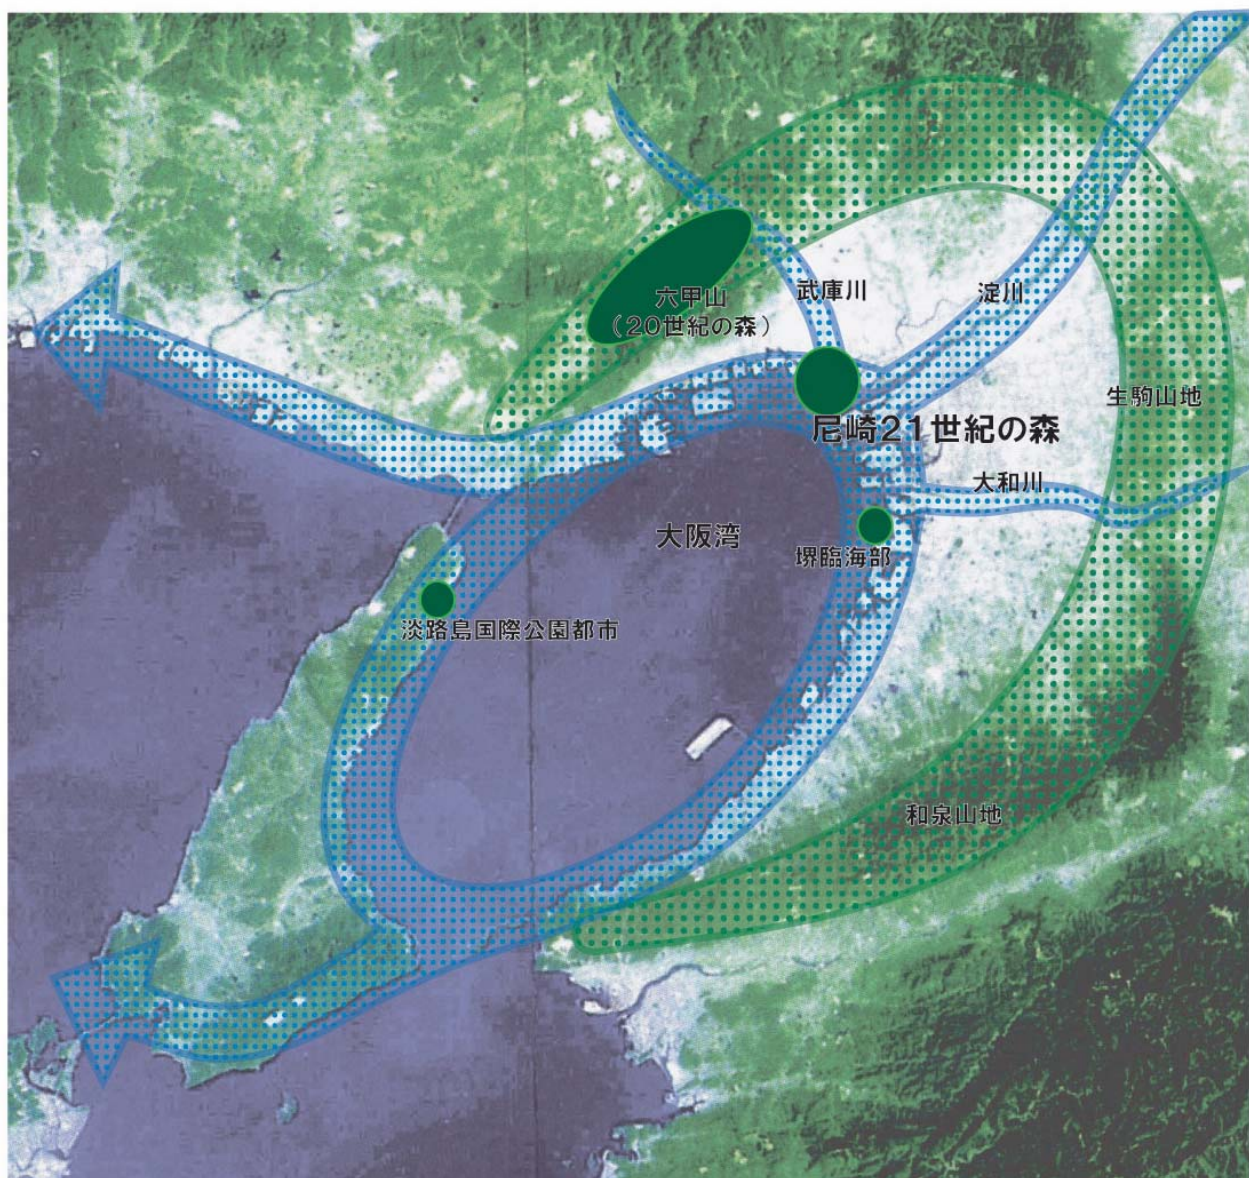 武庫川
淀川
六甲山
(20世紀の森)
生駒山地
尼崎21世紀の森
大和川
大阪湾
堺臨海部
淡路島国際公園都市
和泉山地